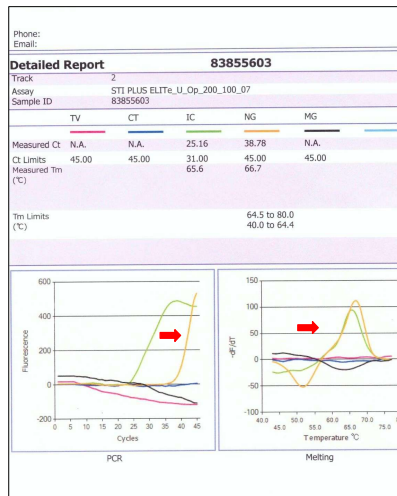 Phone:
Email:
Detailed Report 83855603
Track 2
Assay STI PLUS ELITe_U_Op_200_100_07
Sample ID 83855603
TV CT IC NG MG
Measured Ct N.A. N.A. 25.16 38.78 N.A.
Ct Limits 45.00 45.00 31.00 45.00 45.00
Measured Tm 65.6 66.7
(℃)
Tm Limits 64.5 to 80.0
(℃) 40.0 to 64.4
600
400
200
0
-200
Fluorescence
0 5 10 15 20 25 30 35 40 45
Cycles
PCR
150
100
50
0
-50
-100
-dF/dT
40.0 50.0 60.0 70.0 8
45.0 55.0 65.0 75.0
Temperature ℃
Melting